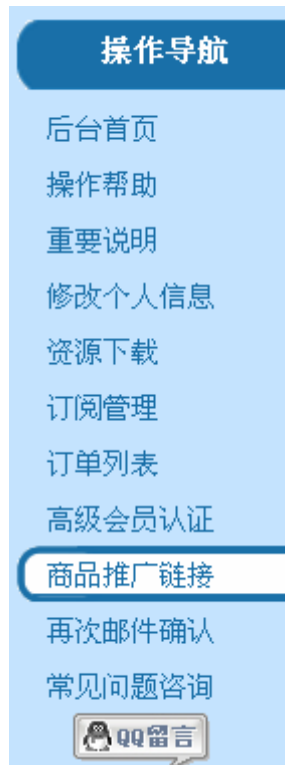 操作导航
后台首页
操作帮助
重要说明
修改个人信息
资源下载
订阅管理
订单列表
高级会员认证
商品推广链接
再次邮件确认
常见问题咨询
QQ留言